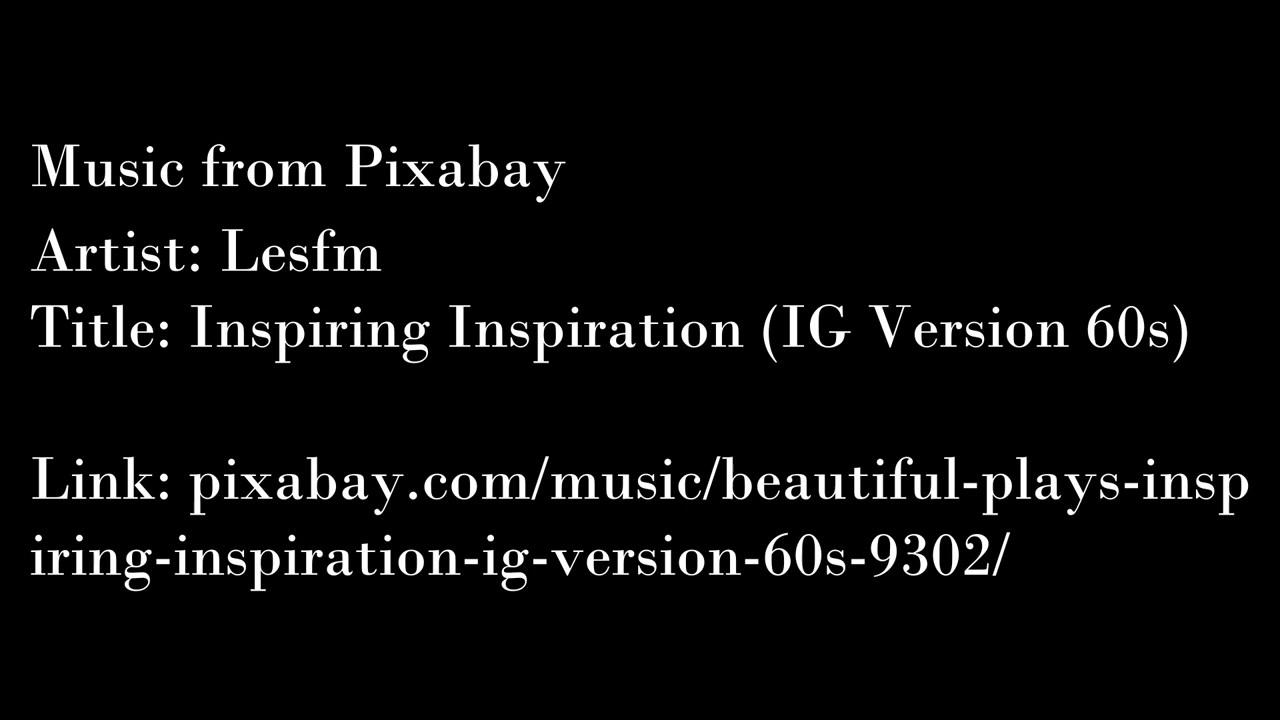 Music from Pixabay
Artist: Lesfm
Title: Inspiring Inspiration (IG Version 60s)
Link: pixabay.com/music/beautiful-plays-insp
iring-inspiration-ig-version-60s-9302/